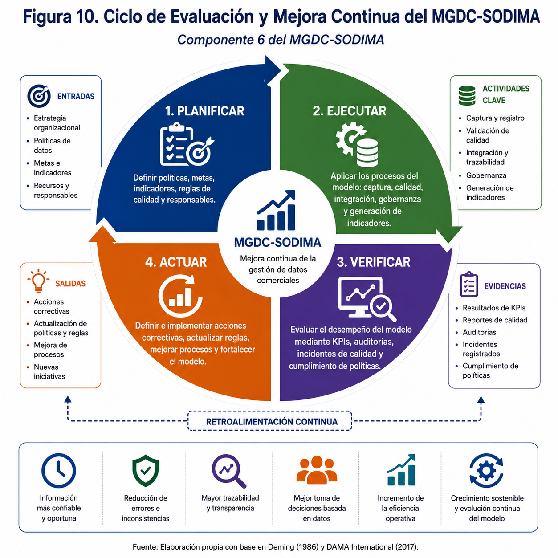 Figura 10. Ciclo de Evaluación y Mejora Continua del MGDC-SODIMA
Componente 6 del MGDC-SODIMA
ENTRADAS
• Estrategia
organizacional
• Políticas de
datos
• Metas e
indicadores
• Recursos y
responsables
1. PLANIFICAR
Definir políticas, metas,
indicadores, reglas de
calidad y responsables.
2. EJECUTAR
Aplicar los procesos del
modelo: captura, calidad,
integración, gobernanza
y generación de
indicadores.
ACTIVIDADES
CLAVE
• Captura y registro
• Validación de
calidad
• Integración y
trazabilidad
• Gobernanza
• Generación de
indicadores
MGDC-SODIMA
Mejora continua de la
gestión de datos
comerciales
SALIDAS
• Acciones
correctivas
• Actualización de
políticas y reglas
• Mejora de
procesos
• Nuevas
iniciativas
4. ACTUAR
Definir e implementar acciones
correctivas, actualizar reglas,
mejorar procesos y fortalecer
el modelo.
3. VERIFICAR
Evaluar el desempeño del modelo
mediante KPIs, auditorías,
incidentes de calidad y
cumplimiento de políticas.
EVIDENCIAS
• Resultados de KPIs
• Reportes de calidad
• Auditorías
• Incidentes
registrados
• Cumplimiento de
políticas
RETROALIMENTACIÓN CONTINUA
Información
más confiable
y oportuna
Reducción de
errores e
inconsistencias
Mayor trazabilidad
y transparencia
Mejor toma de
decisiones basada
en datos
Incremento de
la eficiencia
operativa
Crecimiento sostenible
y evolución continua
del modelo
Fuente: Elaboración propia con base en Deming (1986) y DAMA International (2017).